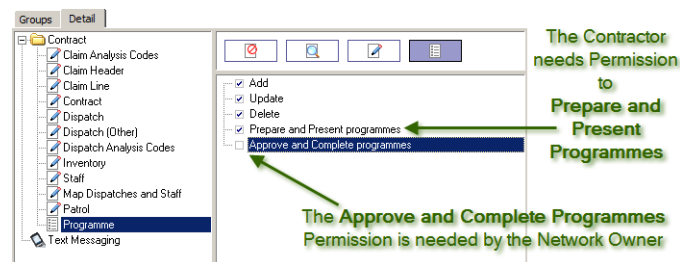 Groups Detail
Contract
Claim Analysis Codes
Claim Header
Claim Line
Contract
Dispatch
Dispatch (Other)
Dispatch Analysis Codes
Inventory
Staff
Map Dispatches and Staff
Patrol
Programme
Text Messaging
Add
Update
Delete
Prepare and Present programmes
Approve and Complete programmes
The Contractor
needs Permission
to
Prepare and
Present
Programmes
The Approve and Complete Programmes
Permission is needed by the Network Owner